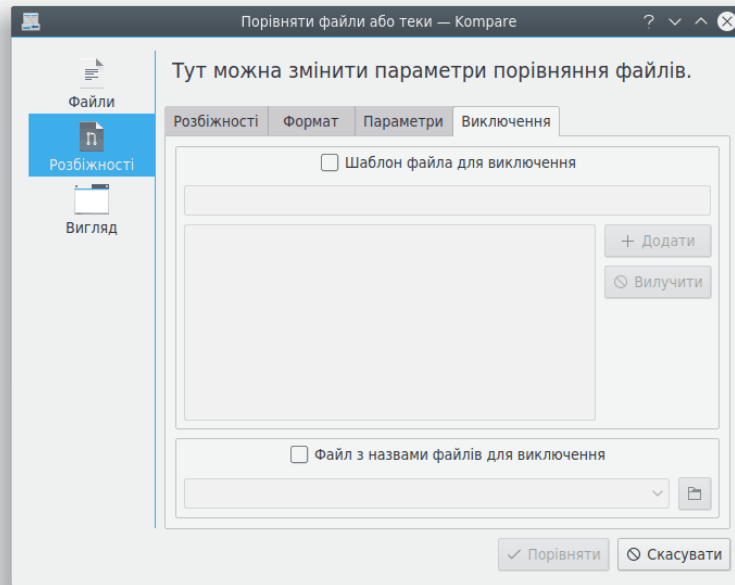 Порівняти файли або теки — Kompare
Тут можна змінити параметри порівняння файлів.
Файли
Розбіжності
Вигляд
Розбіжності Формат Параметри Виключення
Шаблон файла для виключення
+ Додати
Вилучити
Файл з назвами файлів для виключення
Порівняти Скасувати